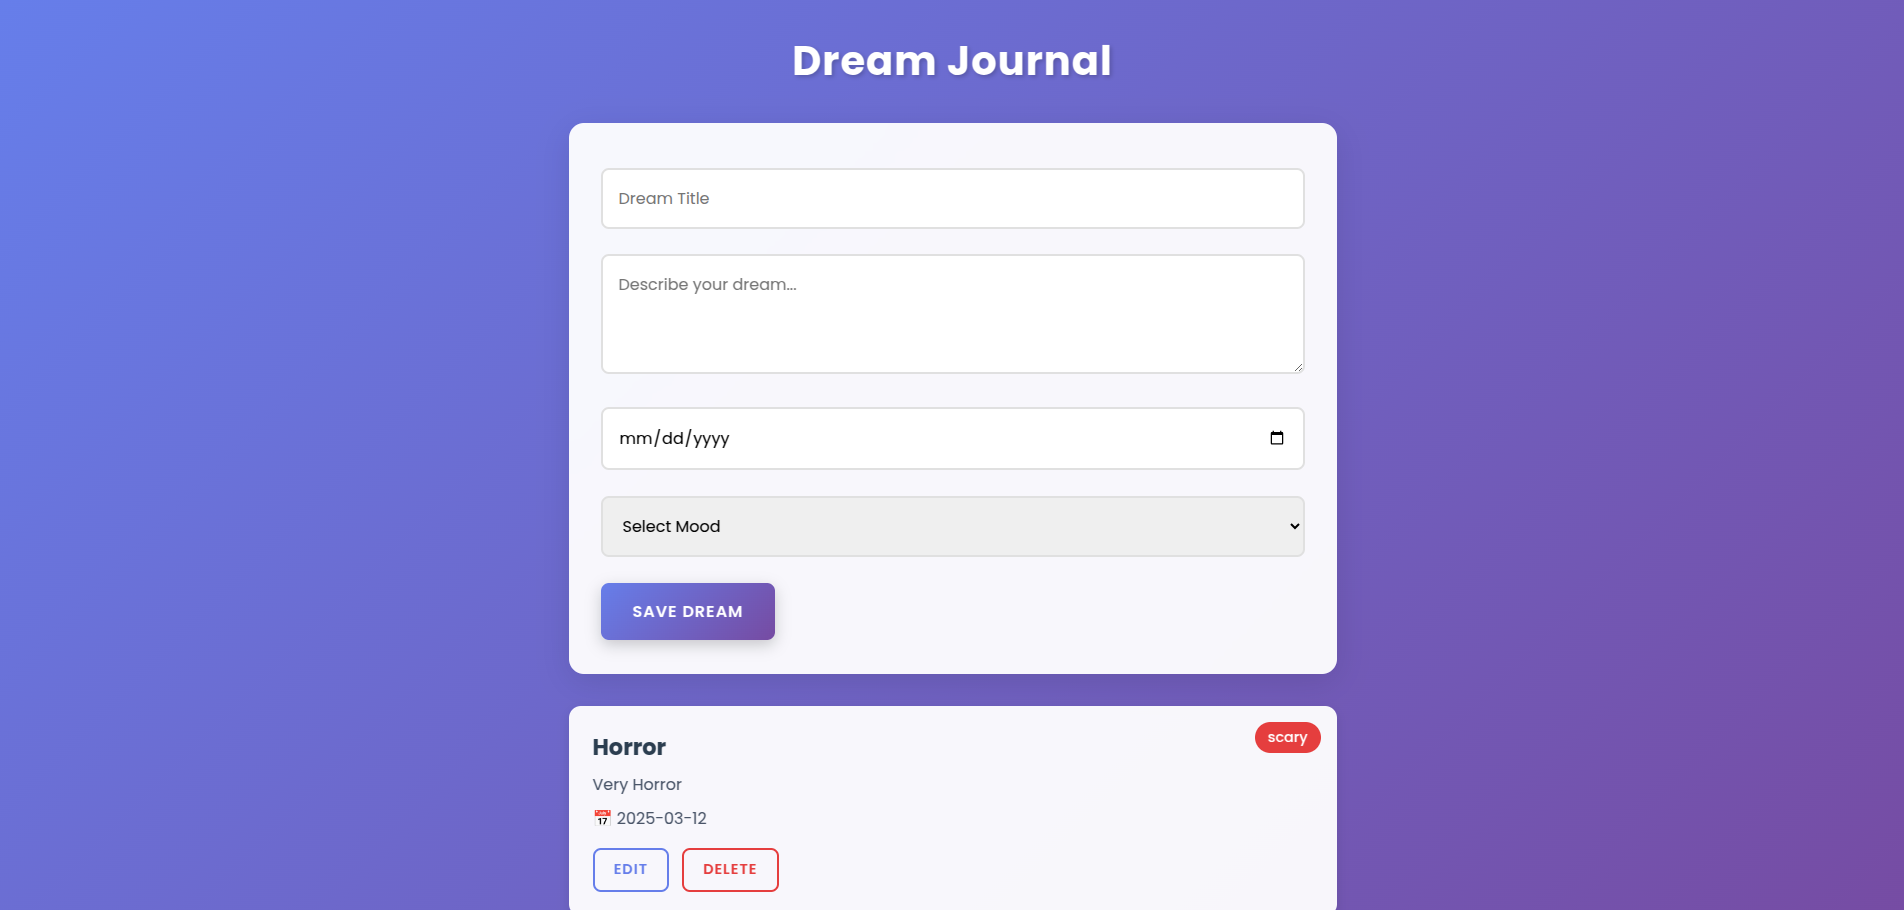 Dream Journal
Dream Title
Describe your dream...
mm/dd/yyyy
Select Mood
SAVE DREAM
Horror
scary
Very Horror
📅 2025-03-12
EDIT
DELETE